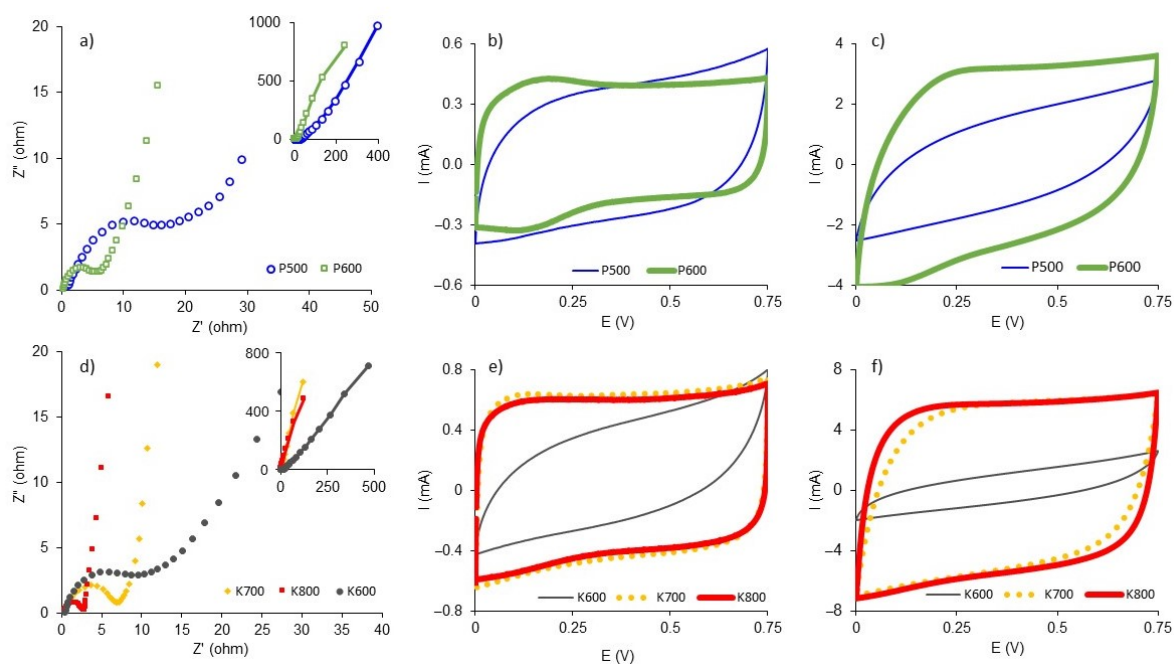 a)
Z'' (ohm)
20
15
10
5
0
0 10 20 30 40 50
Z' (ohm)
P500 P600
1000
500
0
0 200 400
b)
I (mA)
0.6
0.3
0.0
–0.3
–0.6
0 0.25 0.5 0.75
E (V)
P500 P600
c)
I (mA)
4
2
0
–2
–4
0 0.25 0.5 0.75
E (V)
P500 P600
d)
Z'' (ohm)
20
15
10
5
0
0 5 10 15 20 25 30 35 40
Z' (ohm)
K700 K800 K600
800
400
0
0 250 500
e)
I (mA)
0.8
0.4
0
–0.4
–0.8
0 0.25 0.5 0.75
E (V)
K600 K700 K800
f)
I (mA)
8
4
0
–4
–8
0 0.25 0.5 0.75
E (V)
K600 K700 K800